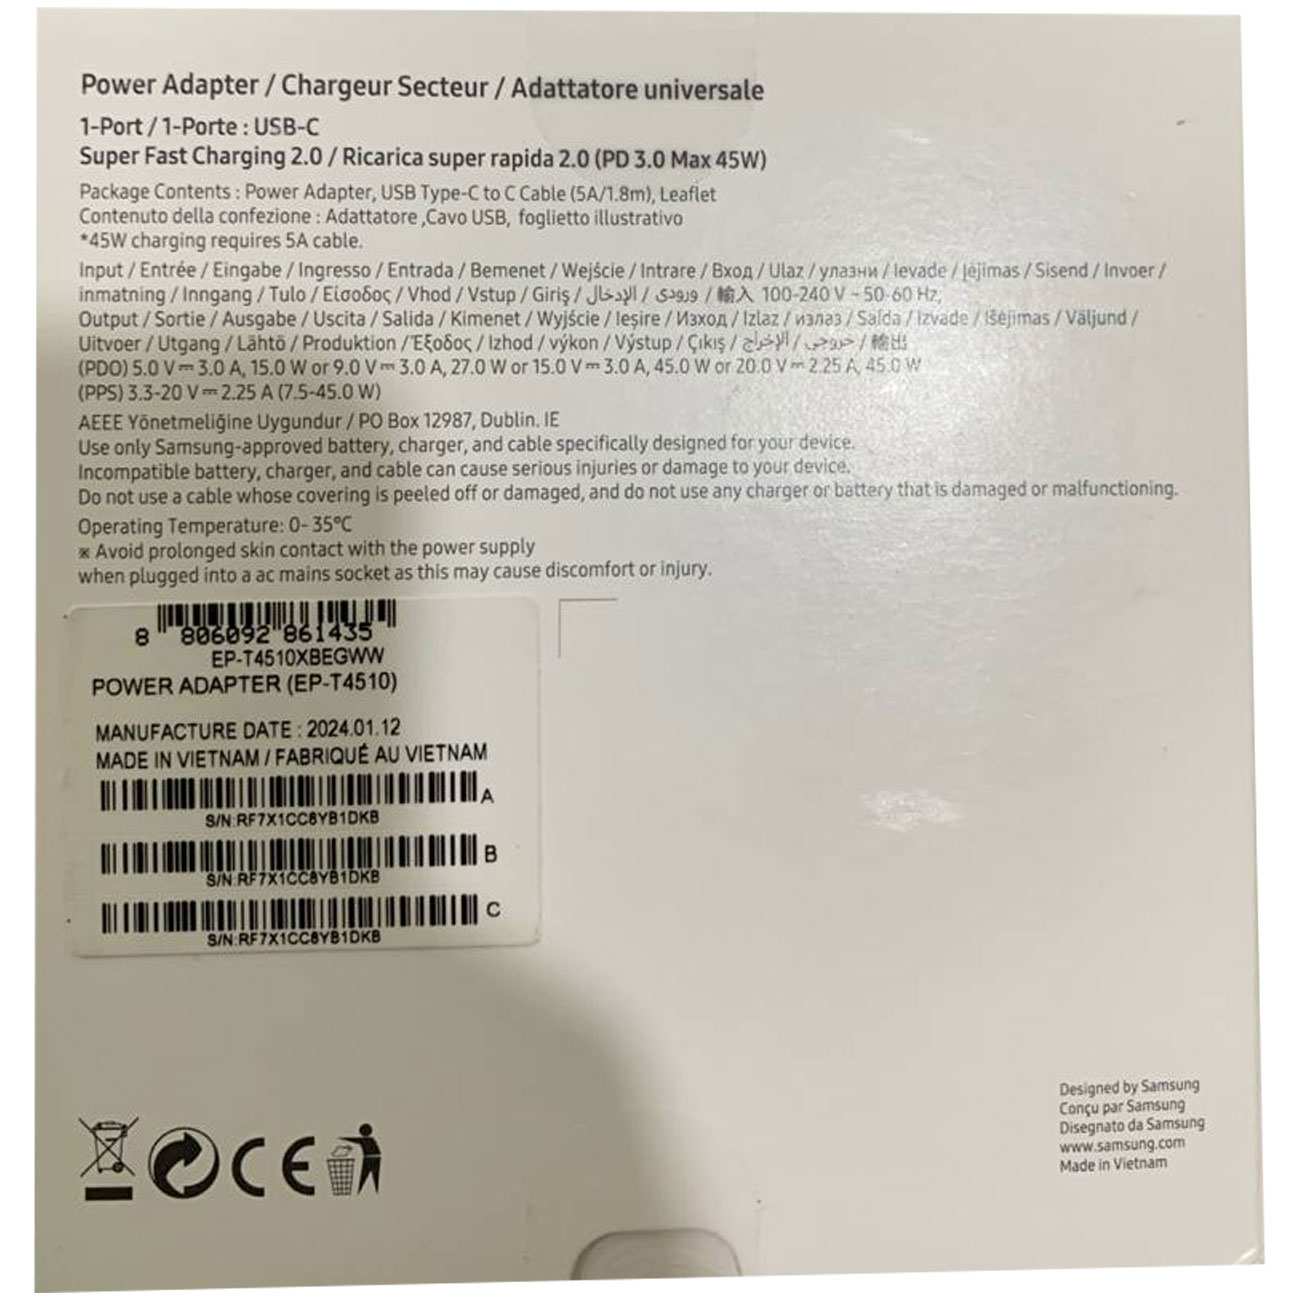 Power Adapter / Chargeur Secteur / Adattatore universale
1-Port / 1-Porte : USB-C
Super Fast Charging 2.0 / Ricarica super rapida 2.0 (PD 3.0 Max 45W)
Package Contents : Power Adapter, USB Type-C to C Cable (5A/1.8m), Leaflet
Contenuto della confezione : Adattatore ,Cavo USB, foglietto illustrativo
*45W charging requires 5A cable.
Input / Entrée / Eingabe / Ingresso / Entrada / Bemenet / Wejście / Intrare / Вход / Ulaz / улазни / Ievade / Įėjimas / Sisend / Invoer /
inmatning / Inngang / Tulo / Είσοδος / Vhod / Vstup / Giriş / الإدخال / ورودی / 輸入 100-240 V ~ 50-60 Hz,
Output / Sortie / Ausgabe / Uscita / Salida / Kimenet / Wyjście / Ieșire / Изход / Izlaz / излаз / Saída / Izvade / Išėjimas / Väljund /
Uitvoer / Utgang / Lähtö / Produktion / Έξοδος / Izhod / výkon / Výstup / Çıkış / الإخراج / خروجی / 輸出
(PDO) 5.0 V⎓ 3.0 A, 15.0 W or 9.0 V⎓ 3.0 A, 27.0 W or 15.0 V⎓ 3.0 A, 45.0 W or 20.0 V⎓ 2.25 A, 45.0 W
(PPS) 3.3-20 V⎓ 2.25 A (7.5-45.0 W)
AEEE Yönetmeliğine Uygundur / PO Box 12987, Dublin. IE
Use only Samsung-approved battery, charger, and cable specifically designed for your device.
Incompatible battery, charger, and cable can cause serious injuries or damage to your device.
Do not use a cable whose covering is peeled off or damaged, and do not use any charger or battery that is damaged or malfunctioning.
Operating Temperature: 0- 35°C
※ Avoid prolonged skin contact with the power supply
when plugged into a ac mains socket as this may cause discomfort or injury.
8 806092 861435
EP-T4510XBEGWW
POWER ADAPTER (EP-T4510)
MANUFACTURE DATE : 2024.01.12
MADE IN VIETNAM / FABRIQUÉ AU VIETNAM
A
S/N:RF7X1CC8YB1DKB
B
S/N:RF7X1CC8YB1DKB
C
S/N:RF7X1CC8YB1DKB
Designed by Samsung
Conçu par Samsung
Disegnato da Samsung
www.samsung.com
Made in Vietnam
CE